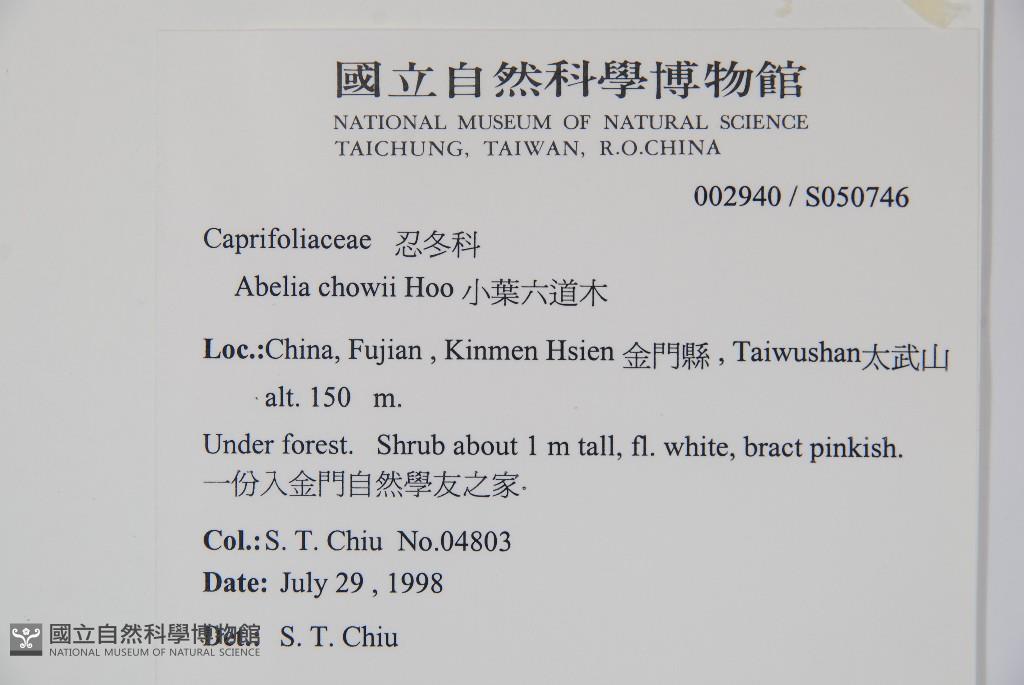 國立自然科學博物館
NATIONAL MUSEUM OF NATURAL SCIENCE
TAICHUNG, TAIWAN, R.O.CHINA
002940 / S050746
Caprifoliaceae 忍冬科
Abelia chowii Hoo 小葉六道木
Loc.:China, Fujian , Kinmen Hsien 金門縣 , Taiwushan太武山
alt. 150 m.
Under forest. Shrub about 1 m tall, fl. white, bract pinkish.
一份入金門自然學友之家.
Col.:S. T. Chiu No.04803
Date: July 29 , 1998
Det.: S. T. Chiu
國立自然科學博物館
NATIONAL MUSEUM OF NATURAL SCIENCE